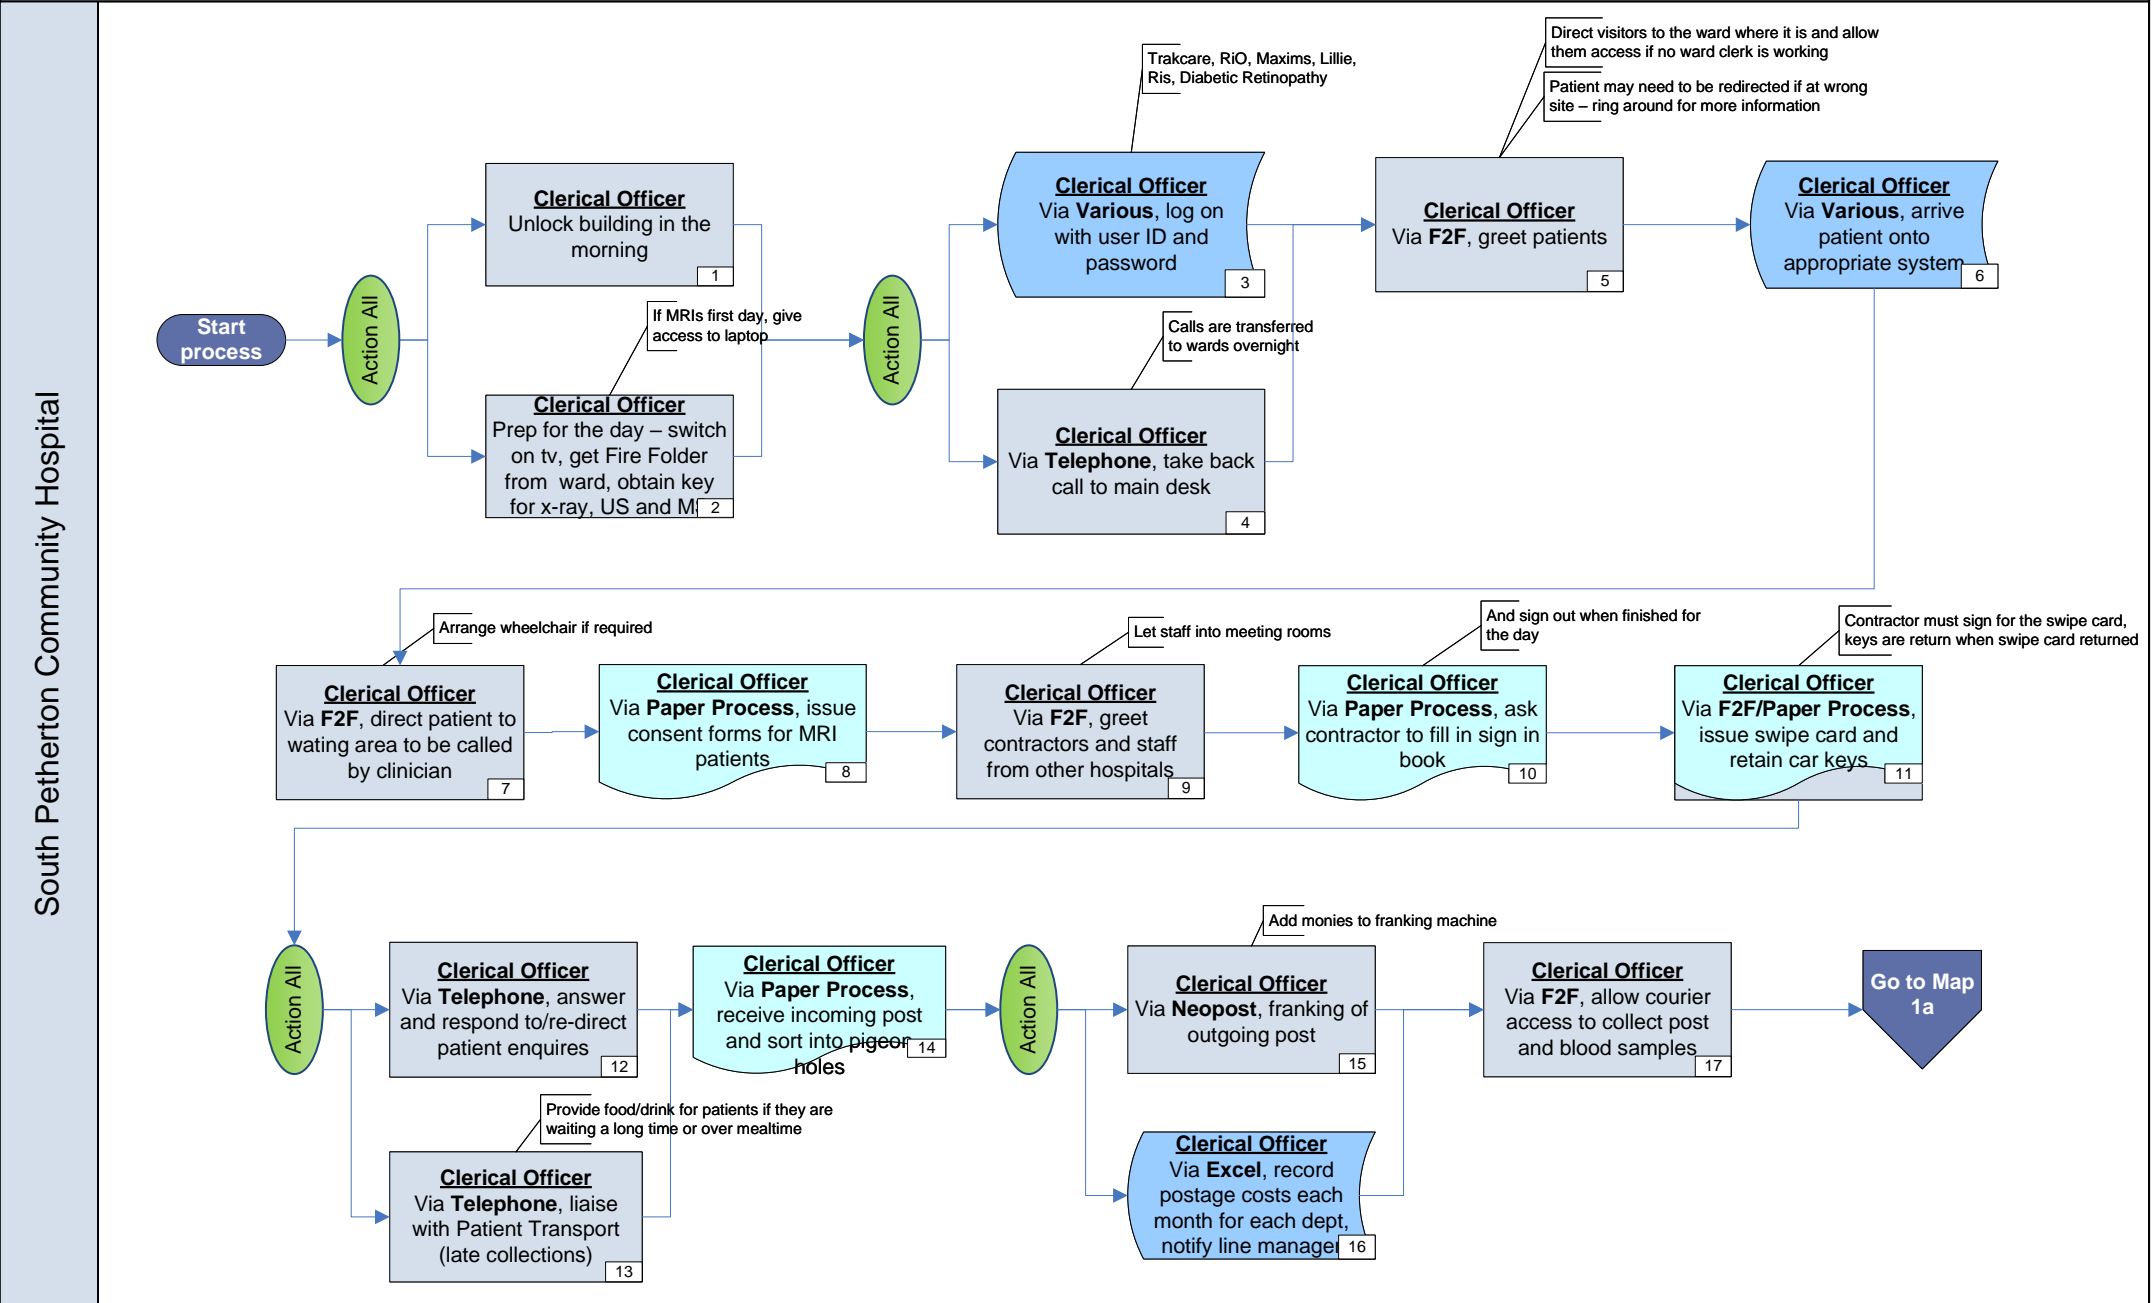 South Petherton Community Hospital
Start
process
Action All
Clerical Officer
Unlock building in the
morning
1
If MRIs first day, give
access to laptop
Clerical Officer
Prep for the day – switch
on tv, get Fire Folder
from ward, obtain key
for x-ray, US and
2
Action All
Trakcare, RiO, Maxims, Lillie,
Ris, Diabetic Retinopathy
Clerical Officer
Via Various, log on
with user ID and
password
3
Calls are transferred
to wards overnight
Clerical Officer
Via Telephone, take back
call to main desk
4
Direct visitors to the ward where it is and allow
them access if no ward clerk is working
Patient may need to be redirected if at wrong
site – ring around for more information
Clerical Officer
Via F2F, greet patients
5
Clerical Officer
Via Various, arrive
patient onto
appropriate system
6
Arrange wheelchair if required
Clerical Officer
Via F2F, direct patient to
wating area to be called
by clinician
7
Clerical Officer
Via Paper Process, issue
consent forms for MRI
patients
8
Let staff into meeting rooms
Clerical Officer
Via F2F, greet
contractors and staff
from other hospitals
9
And sign out when finished for
the day
Clerical Officer
Via Paper Process, ask
contractor to fill in sign in
book
10
Contractor must sign for the swipe card,
keys are return when swipe card returned
Clerical Officer
Via F2F/Paper Process,
issue swipe card and
retain car keys
11
Action All
Clerical Officer
Via Telephone, answer
and respond to/re-direct
patient enquires
12
Provide food/drink for patients if they are
waiting a long time or over mealtime
Clerical Officer
Via Telephone, liaise
with Patient Transport
(late collections)
13
Clerical Officer
Via Paper Process,
receive incoming post
and sort into pigeon
holes
14
Action All
Add monies to franking machine
Clerical Officer
Via Neopost, franking of
outgoing post
15
Clerical Officer
Via Excel, record
postage costs each
month for each dept,
notify line manager
16
Clerical Officer
Via F2F, allow courier
access to collect post
and blood samples
17
Go to Map
1a